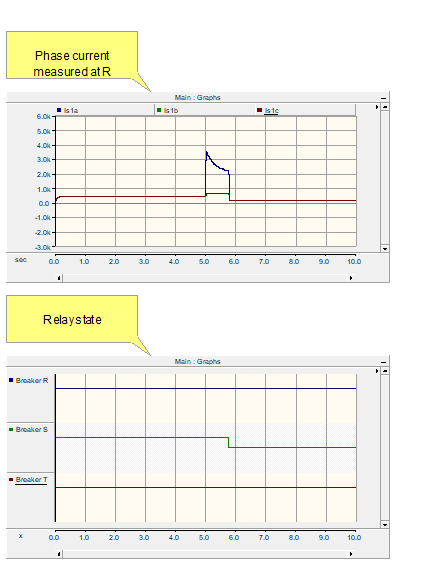 Phase current
measured at R
Main : Graphs
Is1a Is1b Is1c
6.0k
5.0k
4.0k
3.0k
2.0k
1.0k
0.0
-1.0k
-2.0k
-3.0k
sec 0.0 1.0 2.0 3.0 4.0 5.0 6.0 7.0 8.0 9.0 10.0
Relay state
Main : Graphs
Breaker R
Breaker S
Breaker T
x 0.0 1.0 2.0 3.0 4.0 5.0 6.0 7.0 8.0 9.0 10.0